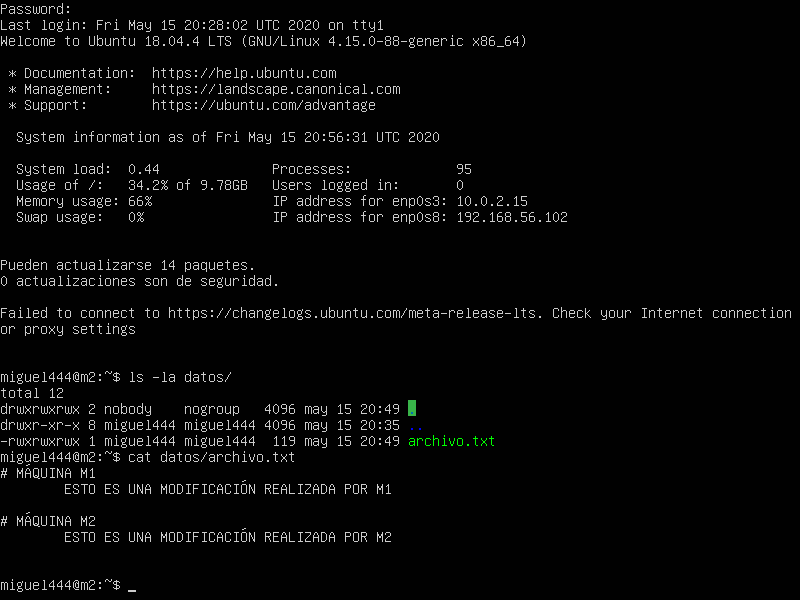 Password:
Last login: Fri May 15 20:28:02 UTC 2020 on tty1
Welcome to Ubuntu 18.04.4 LTS (GNU/Linux 4.15.0-88-generic x86_64)
* Documentation:  https://help.ubuntu.com
* Management:     https://landscape.canonical.com
* Support:        https://ubuntu.com/advantage
System information as of Fri May 15 20:56:31 UTC 2020
System load:  0.44              Processes:             95
Usage of /:   34.2% of 9.78GB   Users logged in:       0
Memory usage: 66%               IP address for enp0s3: 10.0.2.15
Swap usage:   0%                IP address for enp0s8: 192.168.56.102
Pueden actualizarse 14 paquetes.
0 actualizaciones son de seguridad.
Failed to connect to https://changelogs.ubuntu.com/meta-release-lts. Check your Internet connection
or proxy settings
miguel444@m2:~$ ls -la datos/
total 12
drwxrwxrwx 2 nobody    nogroup   4096 may 15 20:49 .
drwxr-xr-x 8 miguel444 miguel444 4096 may 15 20:35 ..
-rwxrwxrwx 1 miguel444 miguel444  119 may 15 20:49 archivo.txt
miguel444@m2:~$ cat datos/archivo.txt
# MÁQUINA M1
ESTO ES UNA MODIFICACIÓN REALIZADA POR M1
# MÁQUINA M2
ESTO ES UNA MODIFICACIÓN REALIZADA POR M2
miguel444@m2:~$ _